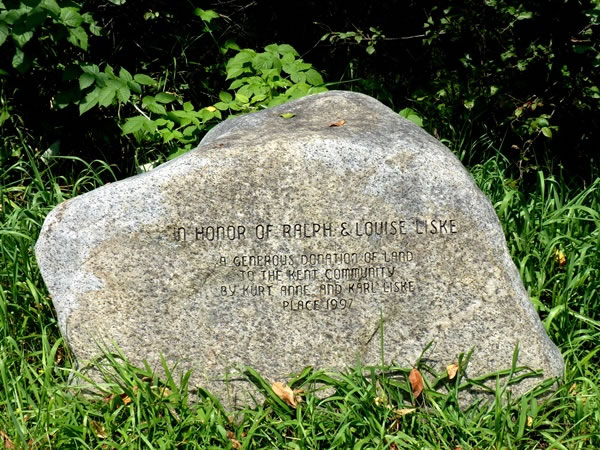 IN HONOR OF RALPH & LOUISE LISKE
A GENEROUS DONATION OF LAND
TO THE KENT COMMUNITY
BY KURT ANNE AND KARL LISKE
PLACE 1997